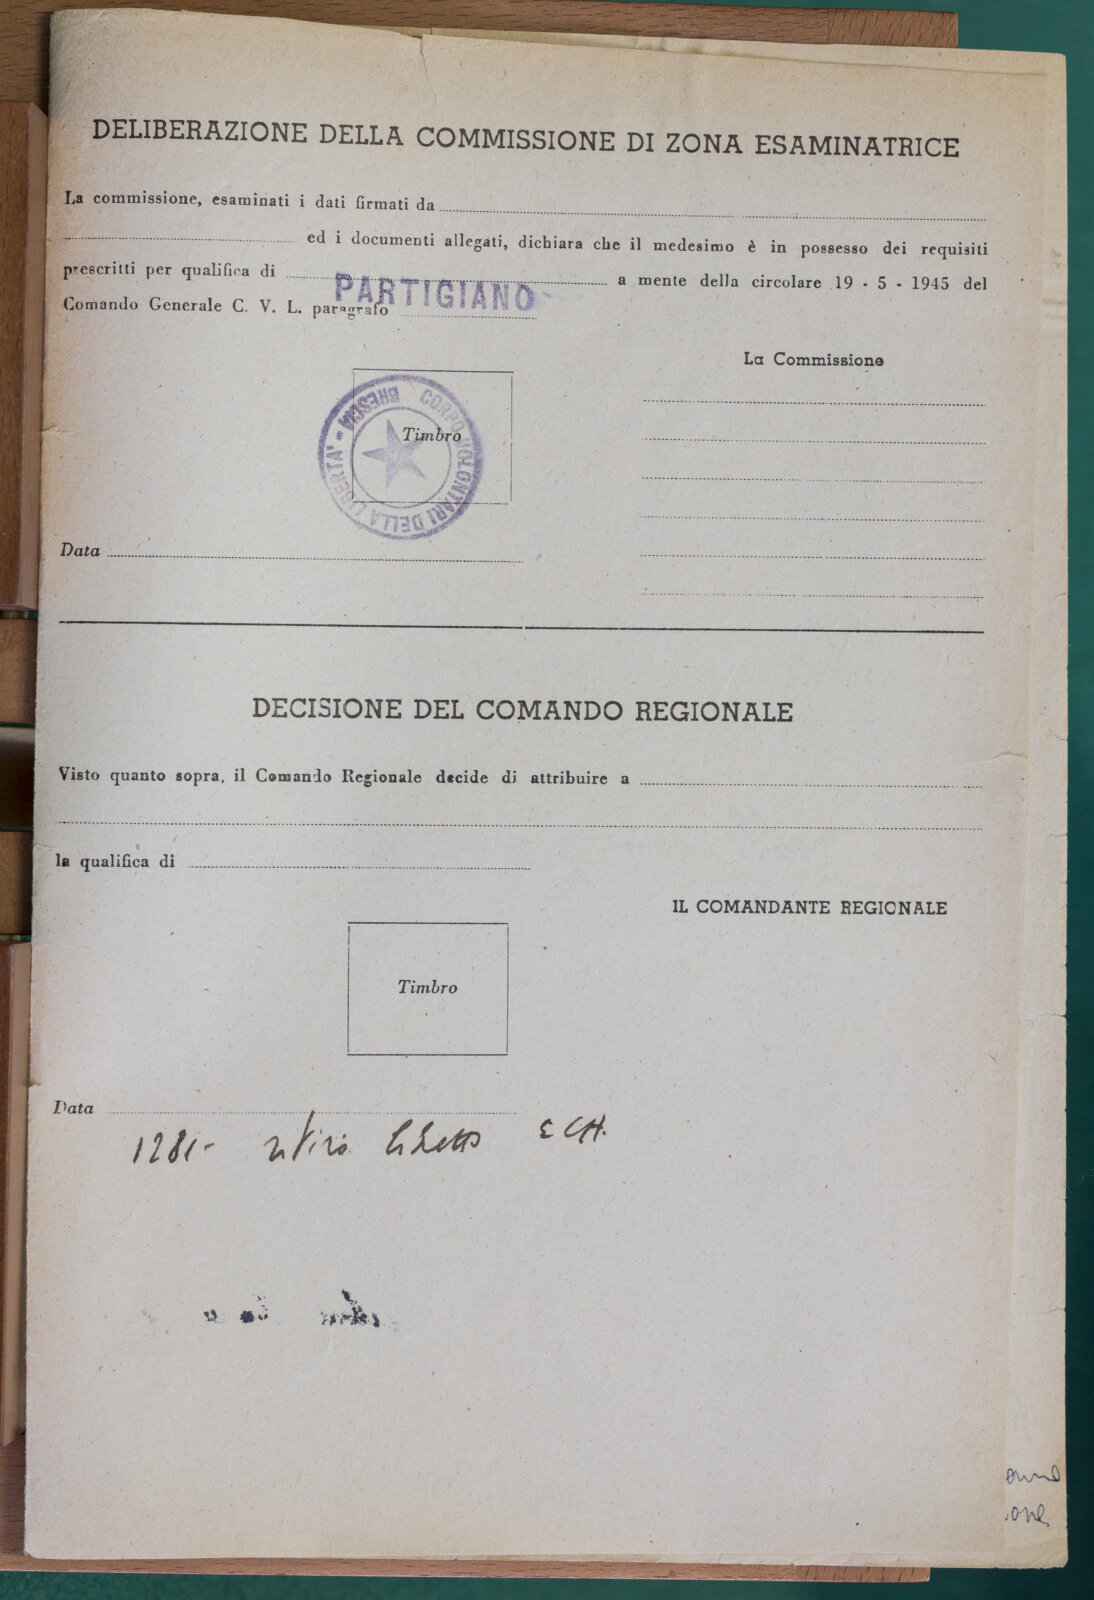 DELIBERAZIONE DELLA COMMISSIONE DI ZONA ESAMINATRICE
La commissione, esaminati i dati firmati da
ed i documenti allegati, dichiara che il medesimo è in possesso dei requisiti
prescritti per qualifica di PARTIGIANO a mente della circolare 19 - 5 - 1945 del
Comando Generale C. V. L. paragrafo
La Commissione
Timbro
CORPO VOLONTARI DELLA LIBERTA' - BRESCIA
Data
DECISIONE DEL COMANDO REGIONALE
Visto quanto sopra, il Comando Regionale decide di attribuire a
la qualifica di
IL COMANDANTE REGIONALE
Timbro
Data
1281-